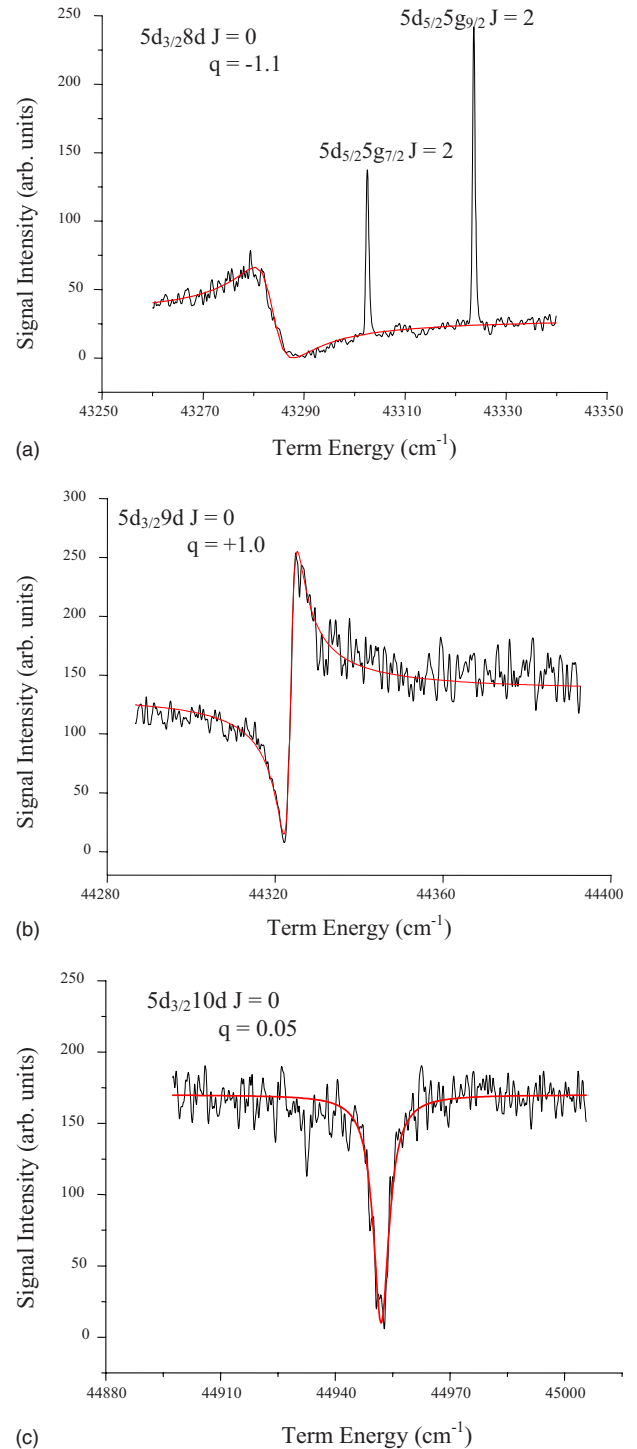 250
200
150
100
50
0
Signal Intensity (arb. units)
5d3/28d J = 0
q = -1.1
5d5/25g9/2 J = 2
5d5/25g7/2 J = 2
43250 43270 43290 43310 43330 43350
(a)
Term Energy (cm-1)
300
250
200
150
100
50
0
Signal Intensity (arb. units)
5d3/29d J = 0
q = +1.0
44280 44320 44360 44400
(b)
Term Energy (cm-1)
250
200
150
100
50
0
Signal Intensity (arb. units)
5d3/210d J = 0
q = 0.05
44880 44910 44940 44970 45000
(c)
Term Energy (cm-1)